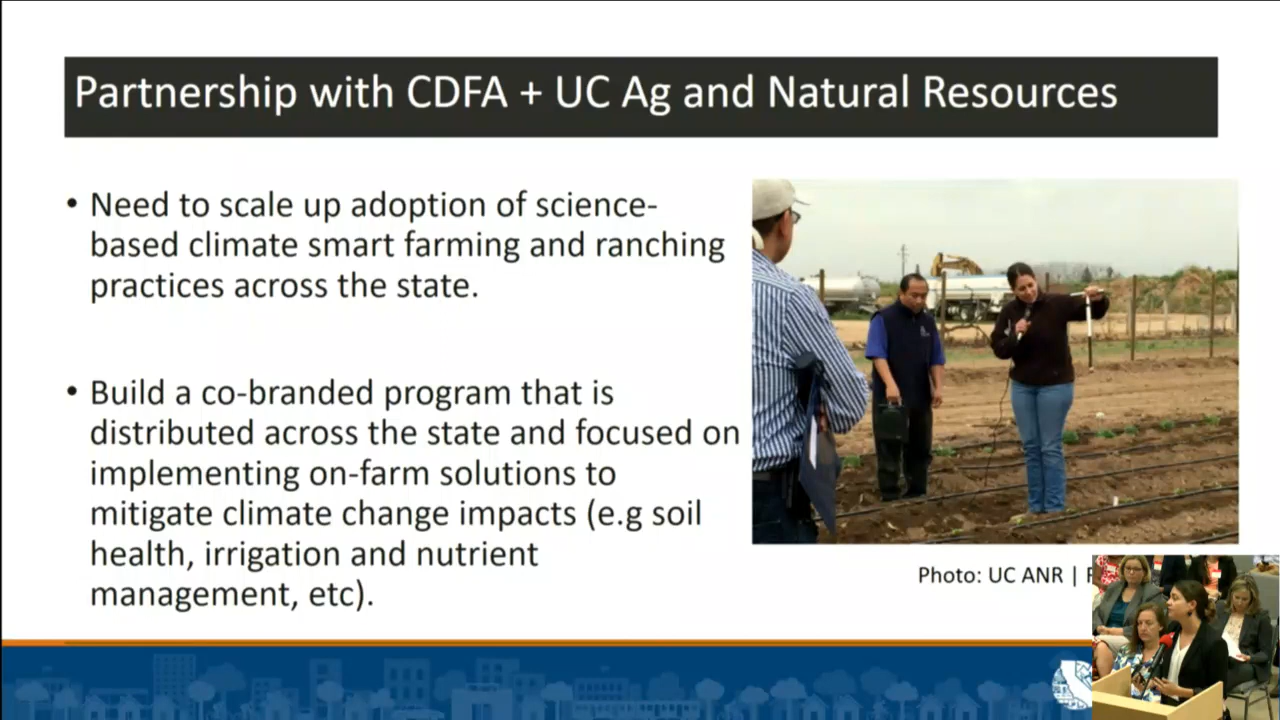 Partnership with CDFA + UC Ag and Natural Resources
• Need to scale up adoption of science-
based climate smart farming and ranching
practices across the state.
• Build a co-branded program that is
distributed across the state and focused on
implementing on-farm solutions to
mitigate climate change impacts (e.g soil
health, irrigation and nutrient
management, etc).
Photo: UC ANR |